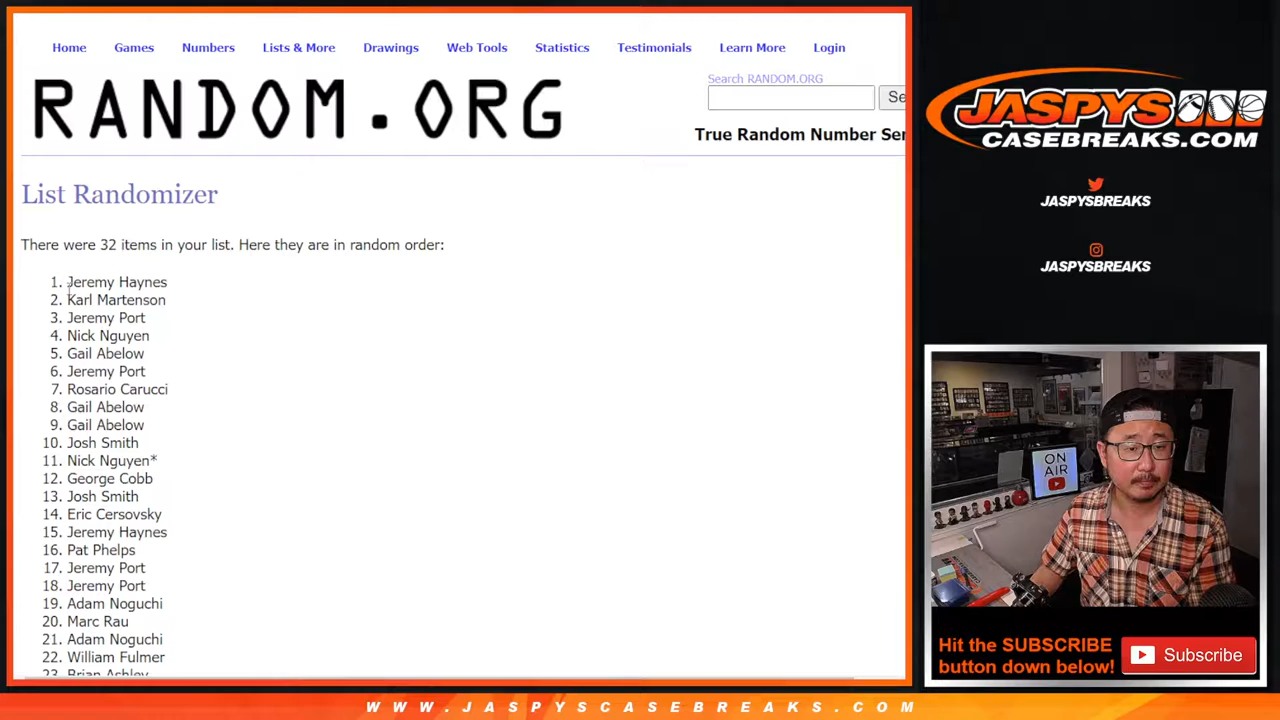 Home Games Numbers Lists & More Drawings Web Tools Statistics Testimonials Learn More Login
RANDOM.ORG
Search RANDOM.ORG
Se
True Random Number Ser
List Randomizer
There were 32 items in your list. Here they are in random order:
1. Jeremy Haynes
2. Karl Martenson
3. Jeremy Port
4. Nick Nguyen
5. Gail Abelow
6. Jeremy Port
7. Rosario Carucci
8. Gail Abelow
9. Gail Abelow
10. Josh Smith
11. Nick Nguyen*
12. George Cobb
13. Josh Smith
14. Eric Cersovsky
15. Jeremy Haynes
16. Pat Phelps
17. Jeremy Port
18. Jeremy Port
19. Adam Noguchi
20. Marc Rau
21. Adam Noguchi
22. William Fulmer
23. Brian Ashley
JASPYS
CASEBREAKS.COM
JASPYSBREAKS
JASPYSBREAKS
ON
AIR
Hit the SUBSCRIBE
button down below!
Subscribe
WWW.JASPYSCASEBREAKS.COM